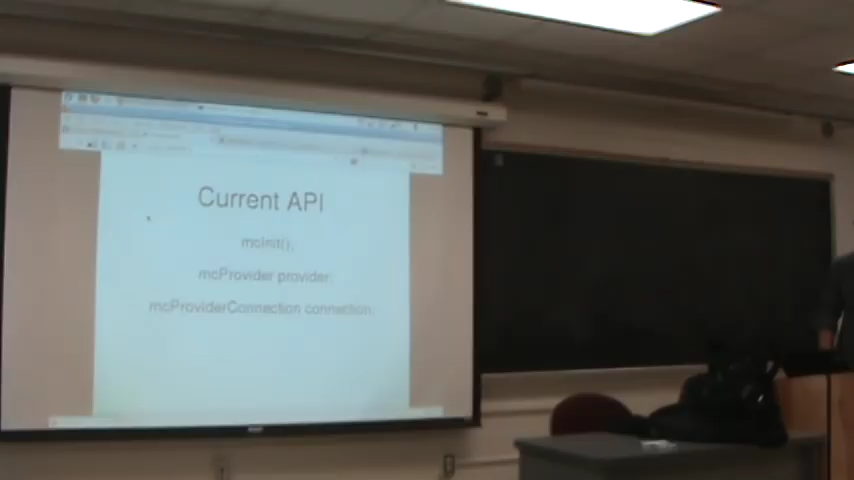 Current API
mcInit();
mcProvider provider;
mcProviderConnection connection;